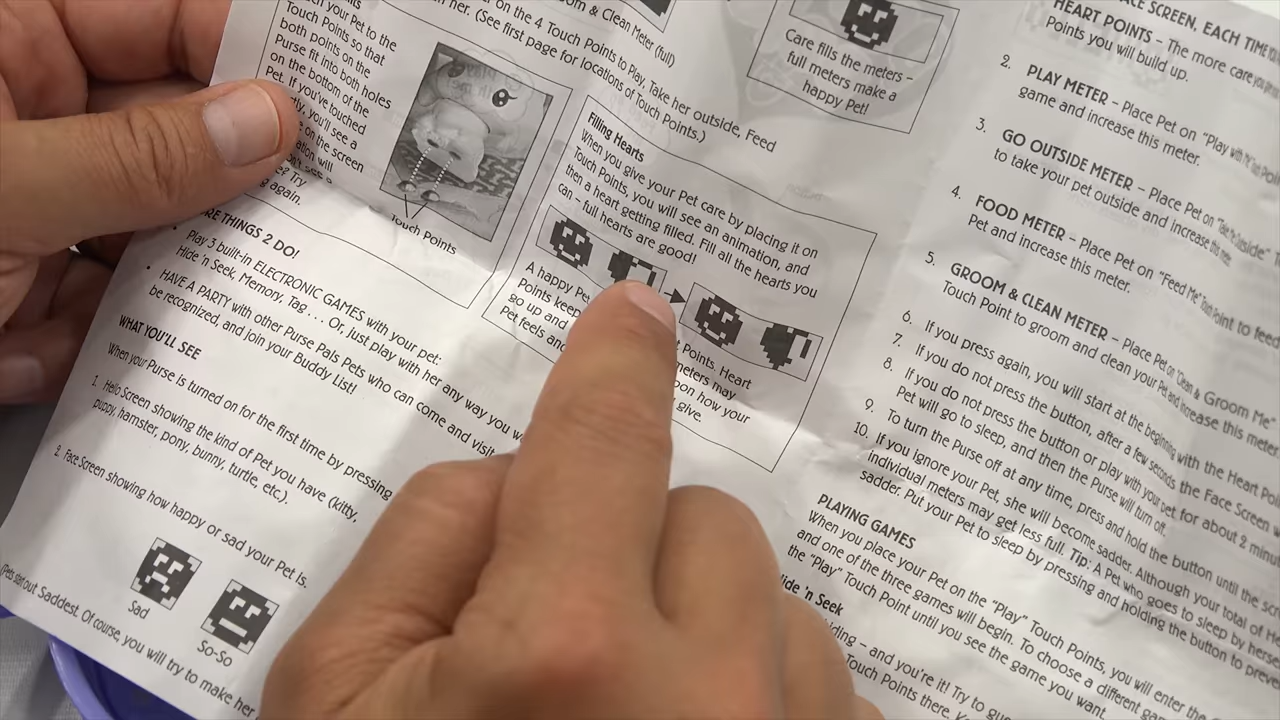 your Pet to the
Touch Points so that
both points on the
Purse fit into both holes
on the bottom of the
Pet. If you've touched
you'll see a
on the screen
will
Try
again.
Touch Points
& Clean Meter (full)
on the 4 Touch Points to Play, Take her outside, Feed
her. (See first page for locations of Touch Points.)
Care fills the meters –
full meters make a
happy Pet!
Filling Hearts
When you give your Pet care by placing it on
Touch Points, you will see an animation, and
then a heart getting filled. Fill all the hearts you
can – full hearts are good!
A happy Pet
Points keep
Points. Heart
go up and
meters may
Pet feels and
upon how your
give.
THINGS 2 DO!
• Play 3 built-in ELECTRONIC GAMES with your pet:
Hide 'n Seek, Memory, Tag . . . Or, just play with her any way you
• HAVE A PARTY with other Purse Pals Pets who can come and visit,
be recognized, and join your Buddy List!
WHAT YOU'LL SEE
When your Purse is turned on for the first time by pressing
1. Hello Screen showing the kind of Pet you have (kitty,
puppy, hamster, pony, bunny, turtle, etc).
2. Face Screen showing how happy or sad your Pet is.
Sad
So-So
(Pets start out Saddest. Of course, you will try to make her
SCREEN, EACH TIME
HEART POINTS – The more care you
Points you will build up.
2. PLAY METER – Place Pet on "Play with Me"
game and increase this meter.
3. GO OUTSIDE METER – Place Pet on
to take your pet outside and increase this
4. FOOD METER – Place Pet on "Feed Me" Touch Point to feed
Pet and increase this meter.
5. GROOM & CLEAN METER – Place Pet on "Clean & Groom Me"
Touch Point to groom and clean your Pet and increase this meter
6. If you press again, you will start at the beginning with the Heart
7. If you do not press the button, after a few seconds the Face Screen
8. If you do not press the button or play with your pet for about 2
Pet will go to sleep, and then the Purse will turn off.
9. To turn the Purse off at any time, press and hold the button until the
10. If you ignore your Pet, she will become sadder. Although your total of
individual meters may get less full. Tip: A Pet who goes to sleep by
sadder. Put your Pet to sleep by pressing and holding the button to
PLAYING GAMES
When you place your Pet on the "Play" Touch Points, you will enter the
and one of the three games will begin. To choose a different
the "Play" Touch Point until you see the game you want.
'n Seek
– and you're it! Try to
Touch Points there.